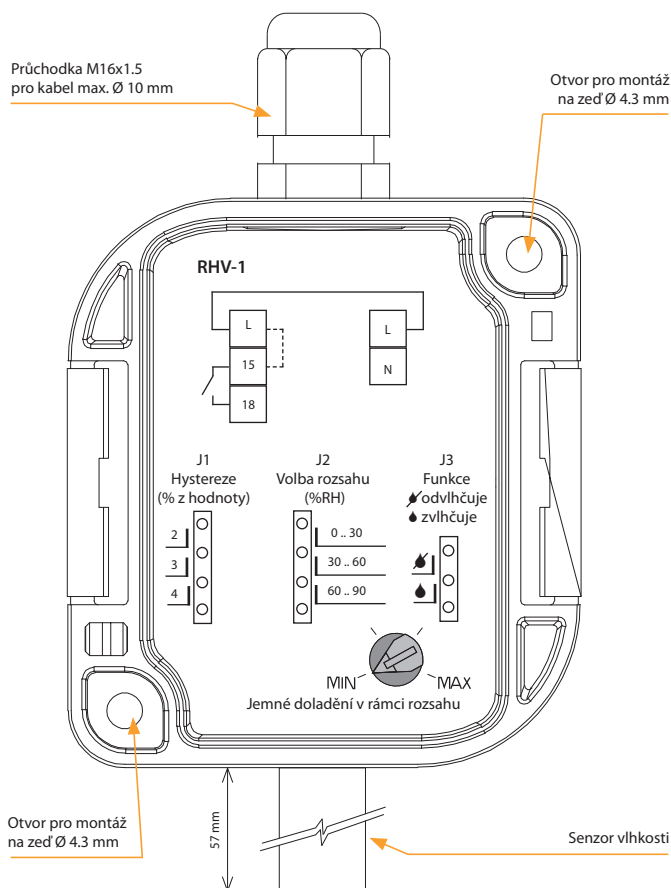 Průchodka M16x1.5
pro kabel max. Ø 10 mm
Otvor pro montáž
na zeď Ø 4.3 mm
RHV-1
L
15
18
L
N
J1
Hystereze
(% z hodnoty)
2
3
4
J2
Volba rozsahu
(%RH)
0 .. 30
30 .. 60
60 .. 90
J3
Funkce
odvlhčuje
zvlhčuje
MIN
MAX
Jemné doladění v rámci rozsahu
Otvor pro montáž
na zeď Ø 4.3 mm
57 mm
Senzor vlhkosti